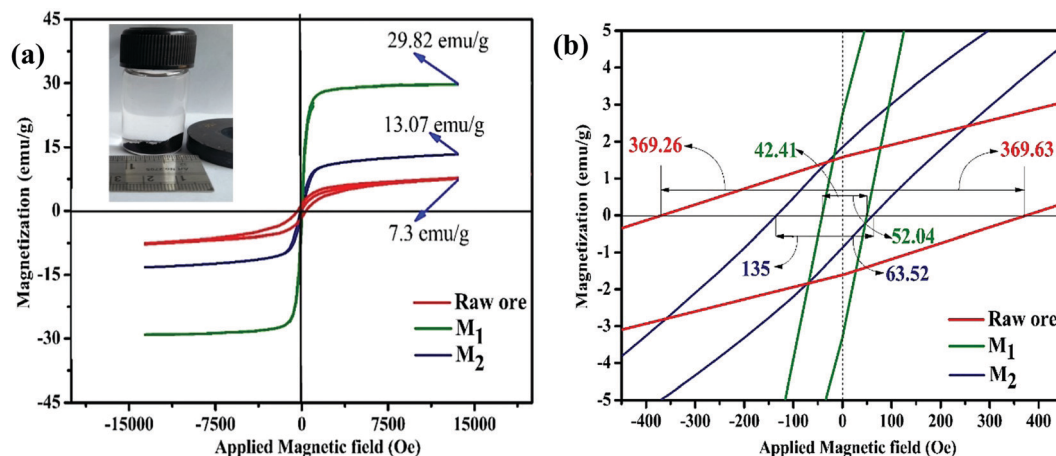 (a)
45
30
15
0
-15
-30
-45
Magnetization (emu/g)
29.82 emu/g
13.07 emu/g
7.3 emu/g
Raw ore
M1
M2
-15000
-7500
0
7500
15000
Applied Magnetic field (Oe)
(b)
5
4
3
2
1
0
-1
-2
-3
-4
-5
Magnetization (emu/g)
369.26
42.41
369.63
52.04
135
63.52
Raw ore
M1
M2
-400
-300
-200
-100
0
100
200
300
400
Applied Magnetic field (Oe)